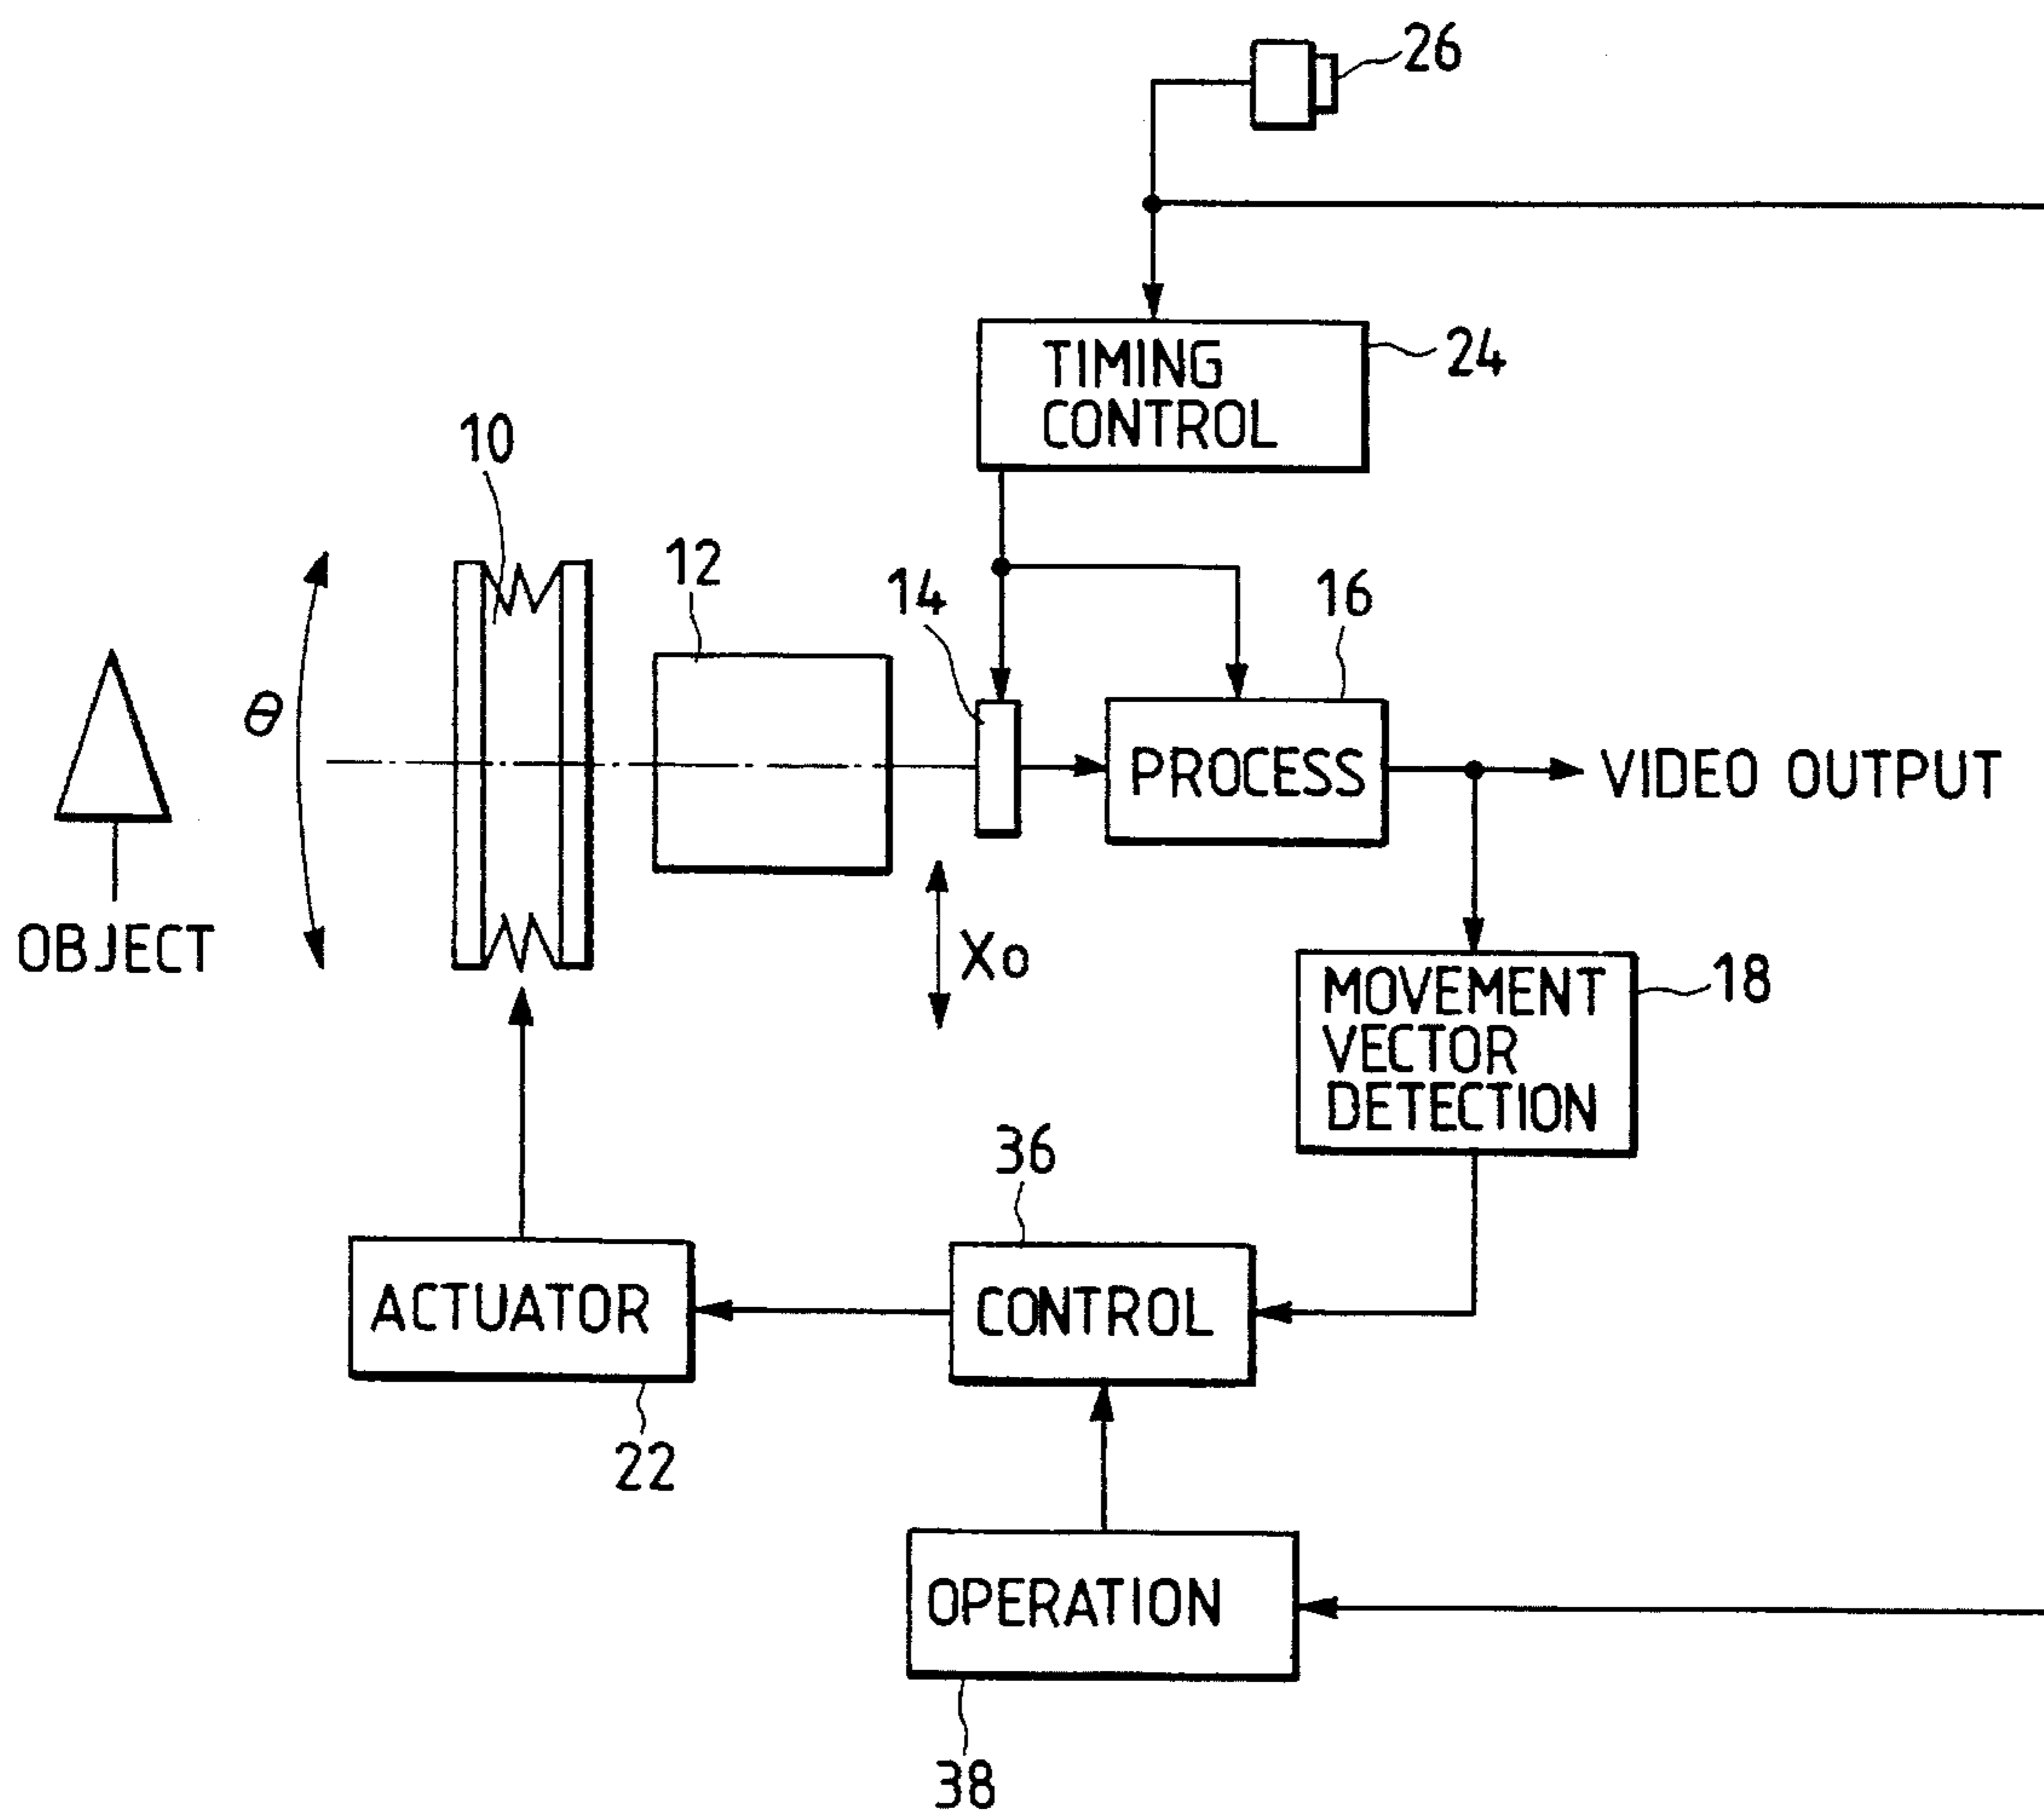 26
TIMING
CONTROL
24
10
12
14
16
θ
PROCESS
VIDEO OUTPUT
OBJECT
Xo
MOVEMENT
VECTOR
DETECTION
18
36
ACTUATOR
CONTROL
22
OPERATION
38